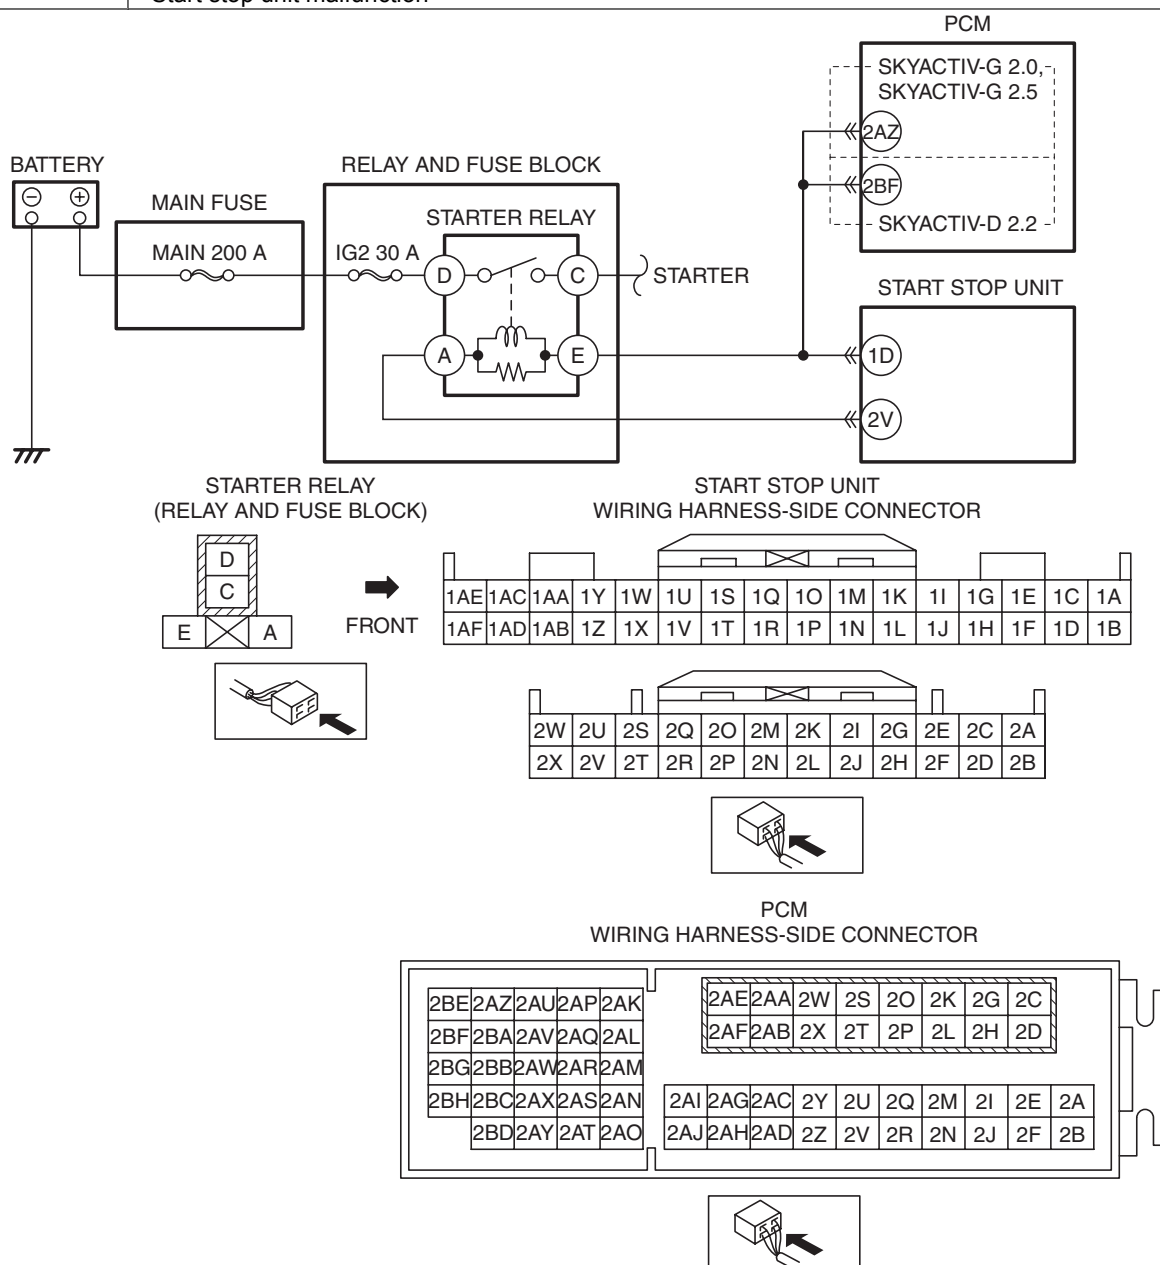 Start stop unit malfunction
PCM
SKYACTIV-G 2.0,
SKYACTIV-G 2.5
2AZ
BATTERY
RELAY AND FUSE BLOCK
2BF
MAIN FUSE
STARTER RELAY
SKYACTIV-D 2.2
MAIN 200 A
IG2 30 A
D
C
STARTER
START STOP UNIT
A
E
1D
2V
STARTER RELAY
(RELAY AND FUSE BLOCK)
START STOP UNIT
WIRING HARNESS-SIDE CONNECTOR
D
C
E A
FRONT
1AE 1AC 1AA 1Y 1W 1U 1S 1Q 1O 1M 1K 1I 1G 1E 1C 1A
1AF 1AD 1AB 1Z 1X 1V 1T 1R 1P 1N 1L 1J 1H 1F 1D 1B
2W 2U 2S 2Q 2O 2M 2K 2I 2G 2E 2C 2A
2X 2V 2T 2R 2P 2N 2L 2J 2H 2F 2D 2B
PCM
WIRING HARNESS-SIDE CONNECTOR
2BE 2AZ 2AU 2AP 2AK
2BF 2BA 2AV 2AQ 2AL
2BG 2BB 2AW 2AR 2AM
2BH 2BC 2AX 2AS 2AN
2BD 2AY 2AT 2AO
2AE 2AA 2W 2S 2O 2K 2G 2C
2AF 2AB 2X 2T 2P 2L 2H 2D
2AI 2AG 2AC 2Y 2U 2Q 2M 2I 2E 2A
2AJ 2AH 2AD 2Z 2V 2R 2N 2J 2F 2B